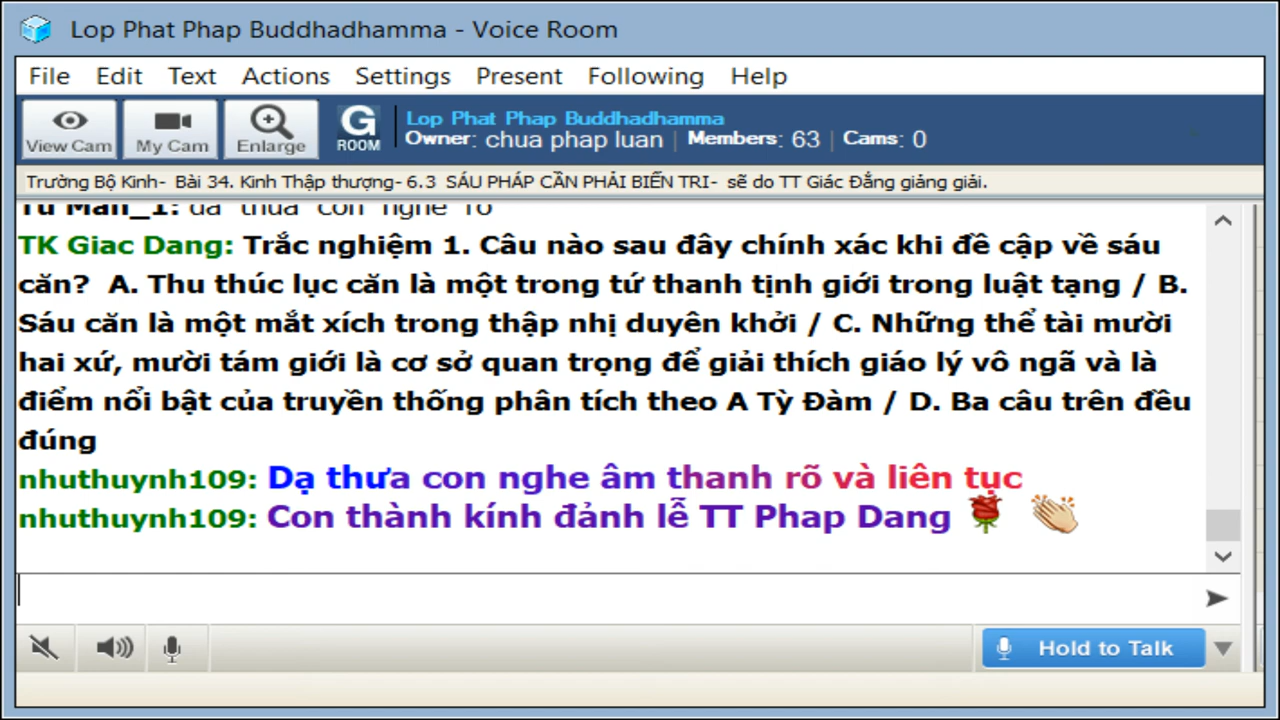 Lop Phat Phap Buddhadhamma - Voice Room
File Edit Text Actions Settings Present Following Help
View Cam My Cam Enlarge G ROOM Lop Phat Phap Buddhadhamma
Owner: chua phap luan | Members: 63 | Cams: 0
Trường Bộ Kinh- Bài 34. Kinh Thập thượng- 6.3 SÁU PHÁP CẦN PHẢI BIẾN TRI- sẽ do TT Giác Đẳng giảng giải.
Tu Man_1: da thua con nghe ro
TK Giac Dang: Trắc nghiệm 1. Câu nào sau đây chính xác khi đề cập về sáu
căn? A. Thu thúc lục căn là một trong tứ thanh tịnh giới trong luật tạng / B.
Sáu căn là một mắt xích trong thập nhị duyên khởi / C. Những thể tài mười
hai xứ, mười tám giới là cơ sở quan trọng để giải thích giáo lý vô ngã và là
điểm nổi bật của truyền thống phân tích theo A Tỳ Đàm / D. Ba câu trên đều
đúng
nhuthuynh109: Dạ thưa con nghe âm thanh rõ và liên tục
nhuthuynh109: Con thành kính đảnh lễ TT Phap Dang
Hold to Talk